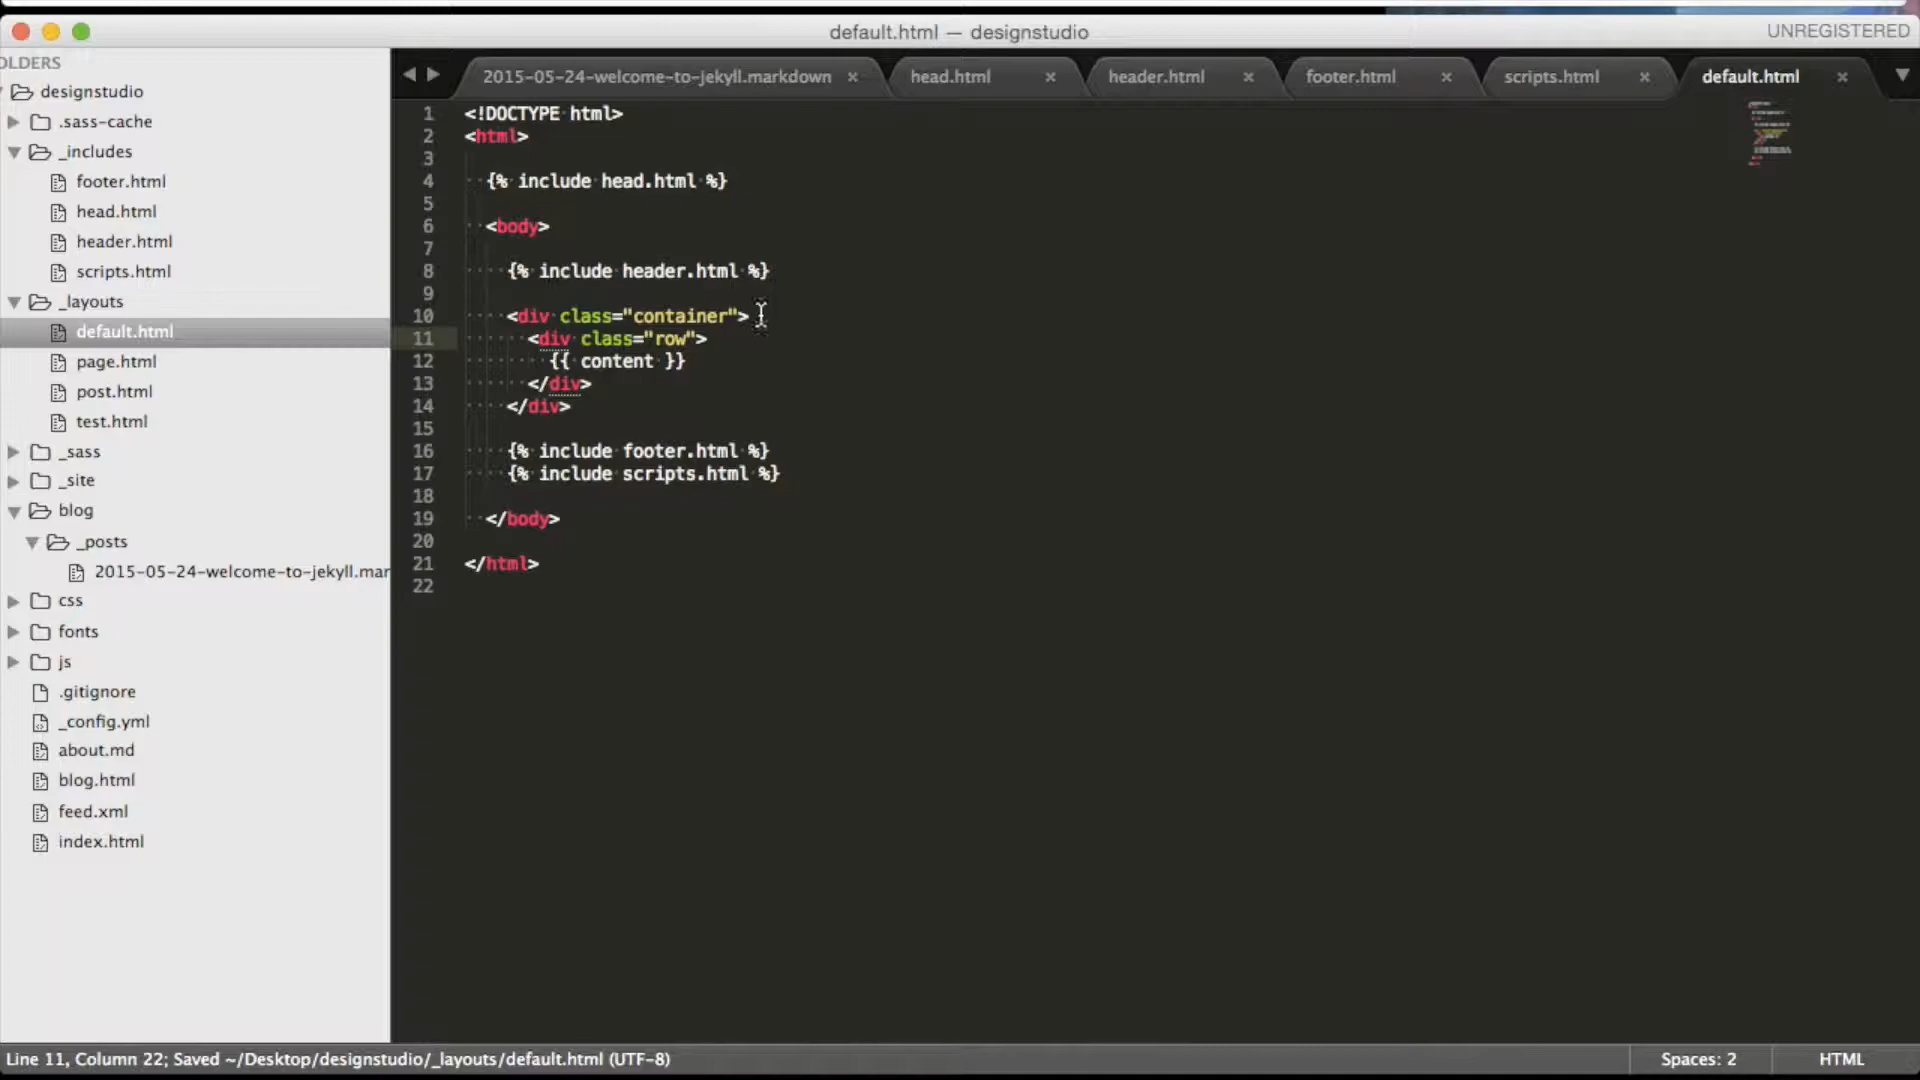 default.html — designstudio
UNREGISTERED
OLDERS
designstudio
.sass-cache
_includes
footer.html
head.html
header.html
scripts.html
_layouts
default.html
page.html
post.html
test.html
_sass
_site
blog
_posts
2015-05-24-welcome-to-jekyll.mar
css
fonts
js
.gitignore
_config.yml
about.md
blog.html
feed.xml
index.html
2015-05-24-welcome-to-jekyll.markdown × head.html × header.html × footer.html × scripts.html × default.html ×
1 <!DOCTYPE html>
2 <html>
3
4 {% include head.html %}
5
6 <body>
7
8 {% include header.html %}
9
10 <div class="container">
11 <div class="row">
12 {{ content }}
13 </div>
14 </div>
15
16 {% include footer.html %}
17 {% include scripts.html %}
18
19 </body>
20
21 </html>
22
Line 11, Column 22; Saved ~/Desktop/designstudio/_layouts/default.html (UTF-8)
Spaces: 2
HTML